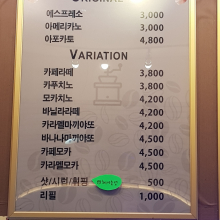 ORIGINAL
에스프레소 3,000
아메리카노 3,000
아포카토 4,800
VARIATION
카페라떼 3,800
카푸치노 3,800
모카치노 4,200
바닐라라떼 4,200
카라멜마끼아또 4,200
바나나마끼아또 4,500
카페모카 4,500
카라멜모카 4,500
샷/시럽/휘핑 500
리필 1,000